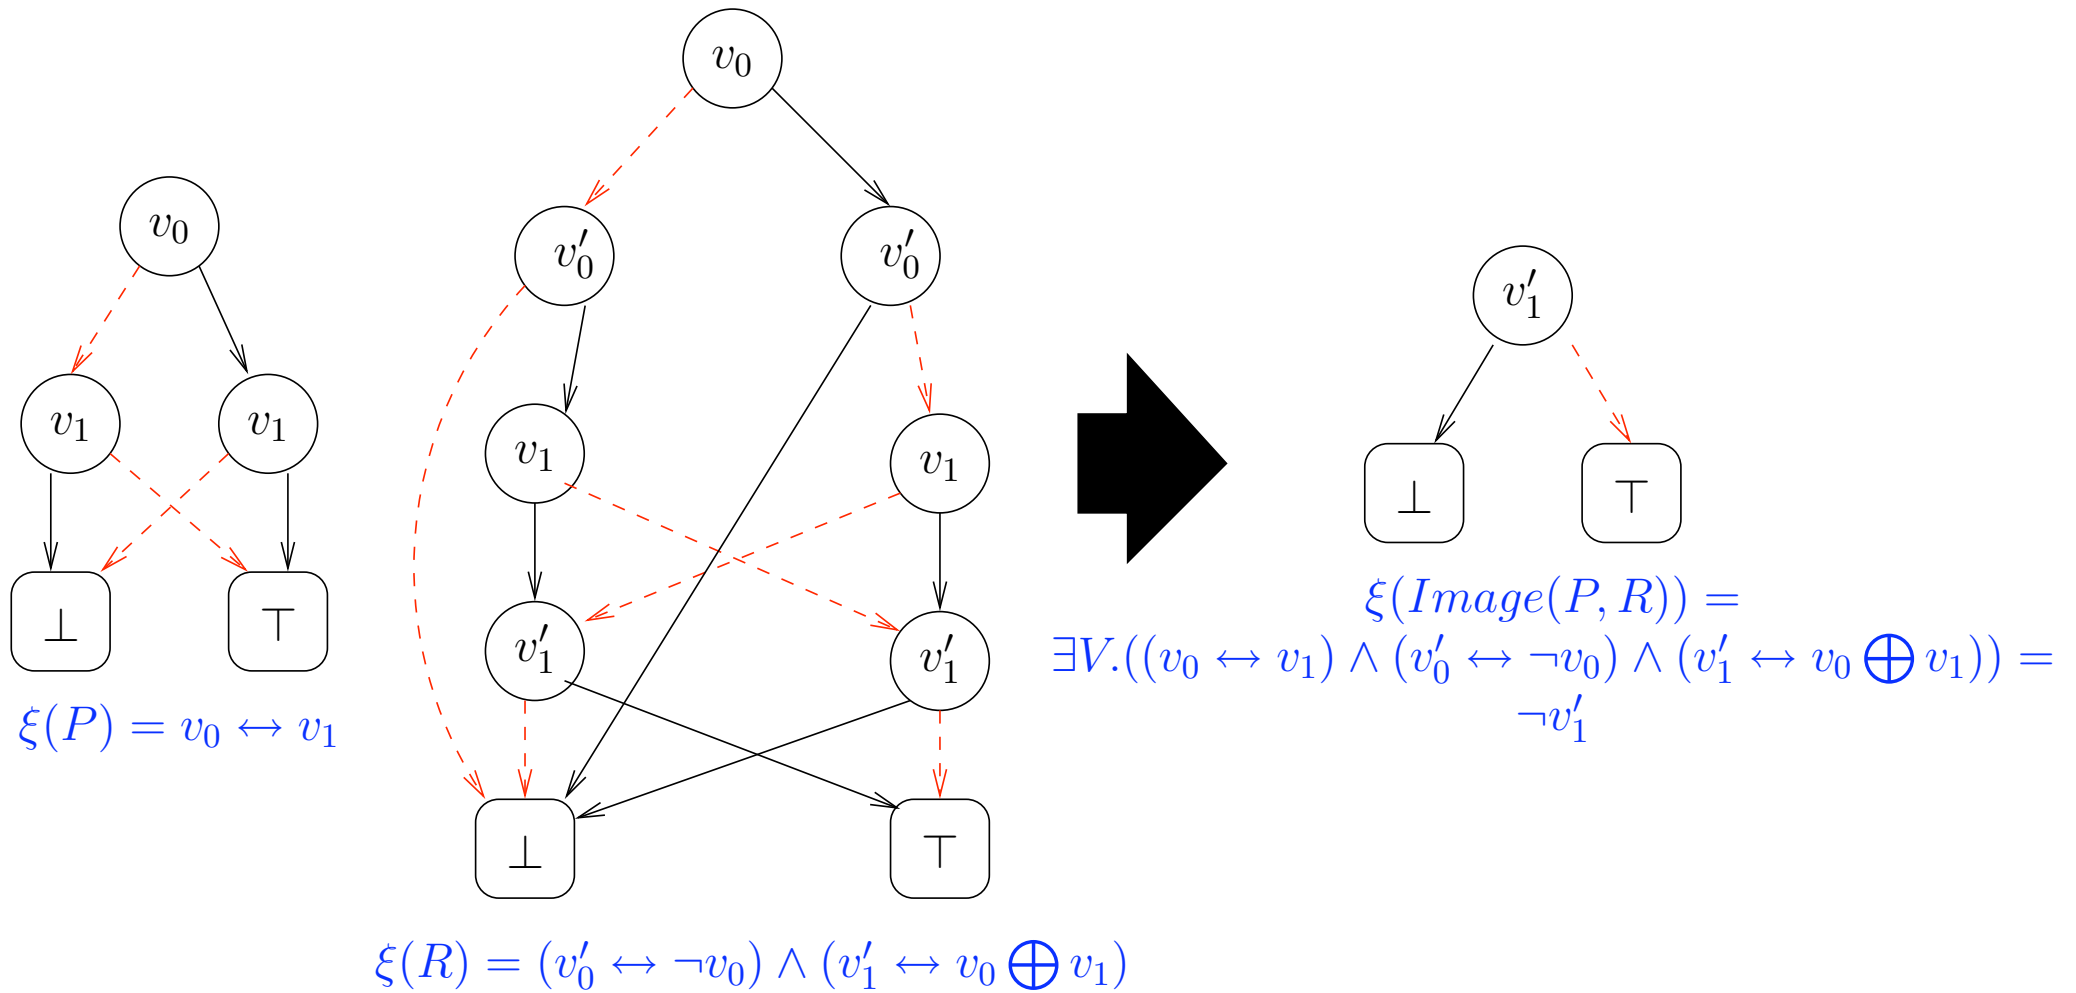 v₀
v₁ v₁
⊥ ⊤
ξ(P) = v₀ ↔ v₁
v₀
v₀′ v₀′
v₁ v₁
v₁′ v₁′
⊥ ⊤
ξ(R) = (v₀′ ↔ ¬v₀) ∧ (v₁′ ↔ v₀ ⨁ v₁)
v₁′
⊥ ⊤
ξ(Image(P, R)) =
∃V.((v₀ ↔ v₁) ∧ (v₀′ ↔ ¬v₀) ∧ (v₁′ ↔ v₀ ⨁ v₁)) =
¬v₁′